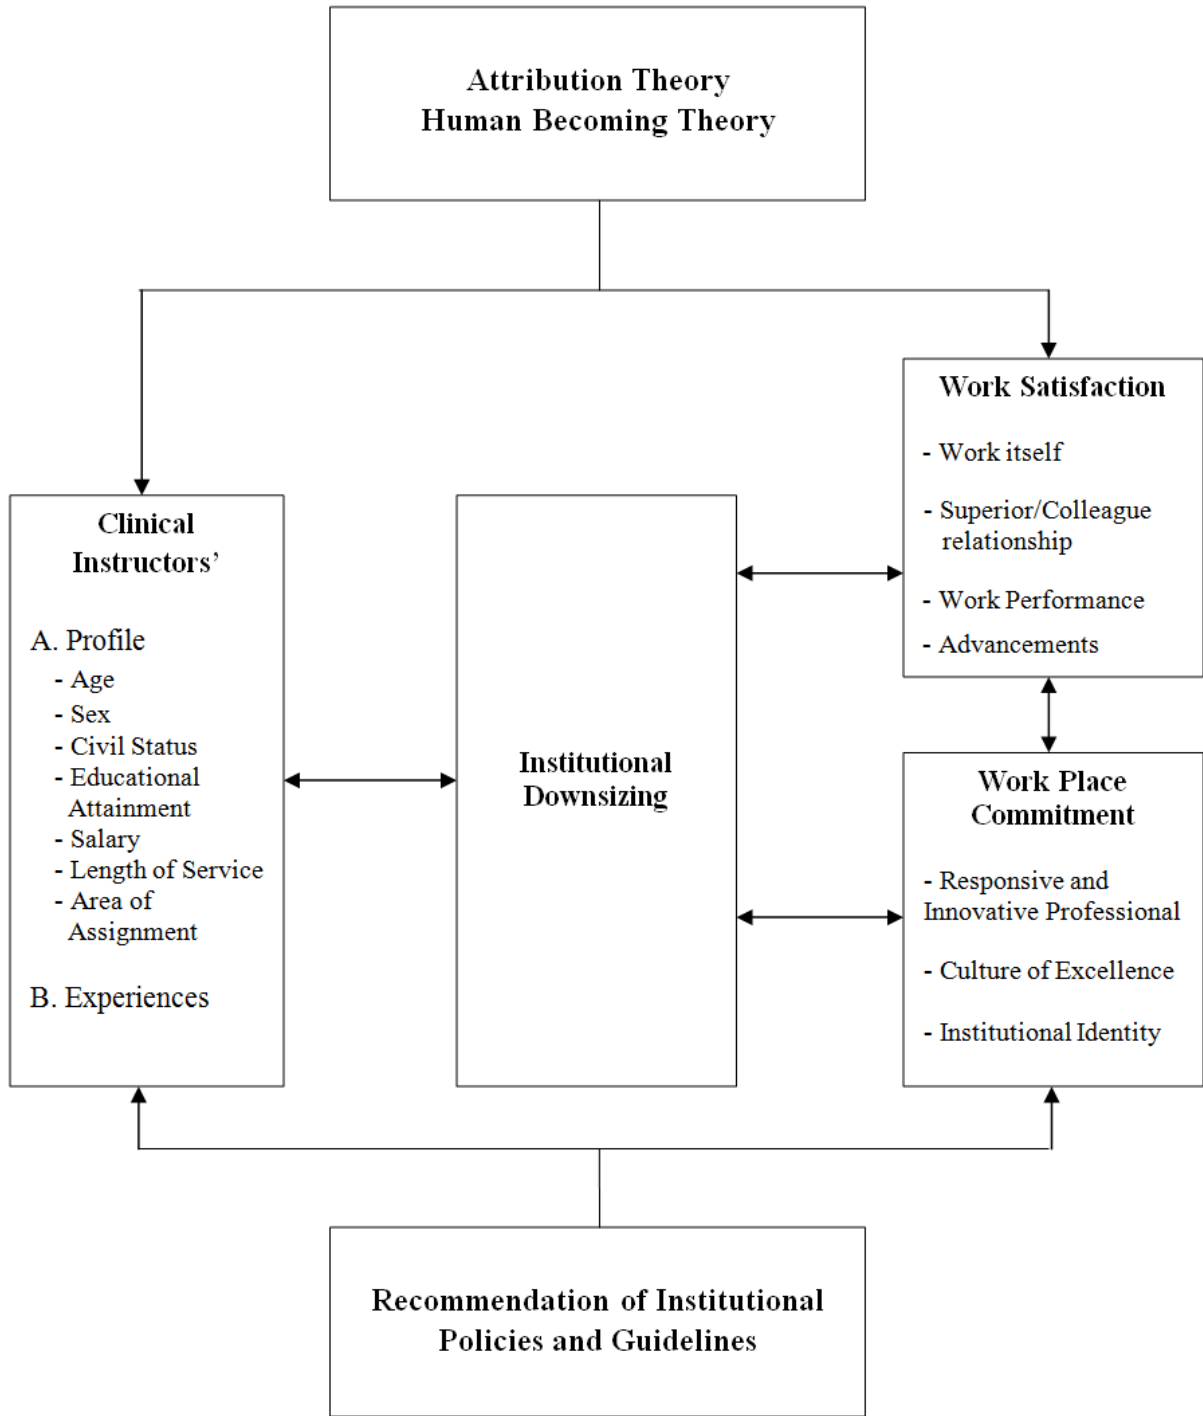 Attribution Theory
Human Becoming Theory
Work Satisfaction
- Work itself
- Superior/Colleague
relationship
- Work Performance
- Advancements
Clinical
Instructors’
A. Profile
- Age
- Sex
- Civil Status
- Educational
Attainment
- Salary
- Length of Service
- Area of
Assignment
B. Experiences
Institutional
Downsizing
Work Place
Commitment
- Responsive and
Innovative Professional
- Culture of Excellence
- Institutional Identity
Recommendation of Institutional
Policies and Guidelines